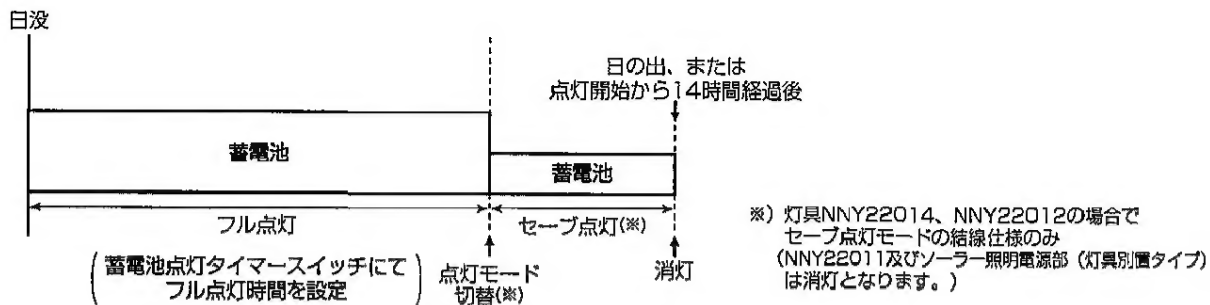 日没
日の出、または
点灯開始から14時間経過後
蓄電池
蓄電池
フル点灯
セーブ点灯(※)
(蓄電池点灯タイマースイッチにて
フル点灯時間を設定)
点灯モード
切替(※)
消灯
※)灯具NNY22014、NNY22012の場合で
セーブ点灯モードの結線仕様のみ
(NNY22011及びソーラー照明電源部(灯具別置タイプ)
は消灯となります。)